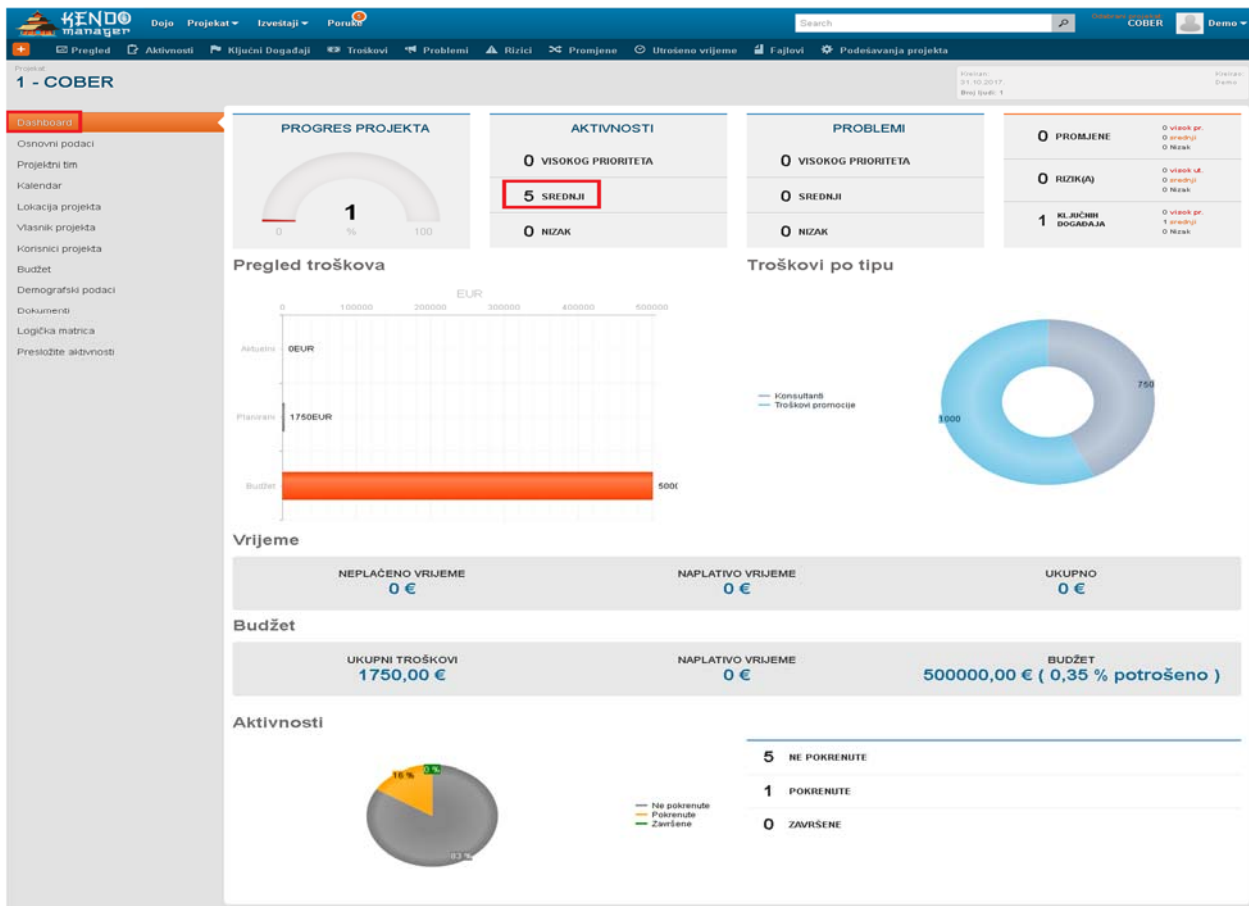 KENDO
manager
Dojo Projekat Izveštaji Poruke
Search
Odabrani projekat
COBER
Demo
Pregled Aktivnosti Ključni Događaji Troškovi Problemi Rizici Promjene Utrošeno vrijeme Fajlovi Podešavanja projekta
Projekat
1 - COBER
Kreiran:
31.10.2017.
Broj ljudi: 1
Kreirao:
Demo
Dashboard
Osnovni podaci
Projektni tim
Kalendar
Lokacija projekta
Vlasnik projekta
Korisnici projekta
Budžet
Demografski podaci
Dokumenti
Logička matrica
Presložite aktivnosti
PROGRES PROJEKTA
1
0 % 100
AKTIVNOSTI
0 VISOKOG PRIORITETA
5 SREDNJI
0 NIZAK
PROBLEMI
0 VISOKOG PRIORITETA
0 SREDNJI
0 NIZAK
0 PROMJENE
0 visok pr.
0 srednji
0 Nizak
0 RIZIK(A)
0 visok ut.
0 srednji
0 Nizak
1 KLJUČNIH DOGAĐAJA
0 visok pr.
1 srednji
0 Nizak
Pregled troškova
EUR
0 100000 200000 300000 400000 500000
Aktuelni 0EUR
Planirani 1750EUR
Budžet 500(
Troškovi po tipu
Konsultanti
Troškovi promocije
750
1000
Vrijeme
NEPLAĆENO VRIJEME
0 €
NAPLATIVO VRIJEME
0 €
UKUPNO
0 €
Budžet
UKUPNI TROŠKOVI
1750,00 €
NAPLATIVO VRIJEME
0 €
BUDŽET
500000,00 € ( 0,35 % potrošeno )
Aktivnosti
16 %
0 %
83 %
Ne pokrenute
Pokrenute
Završene
5 NE POKRENUTE
1 POKRENUTE
0 ZAVRŠENE